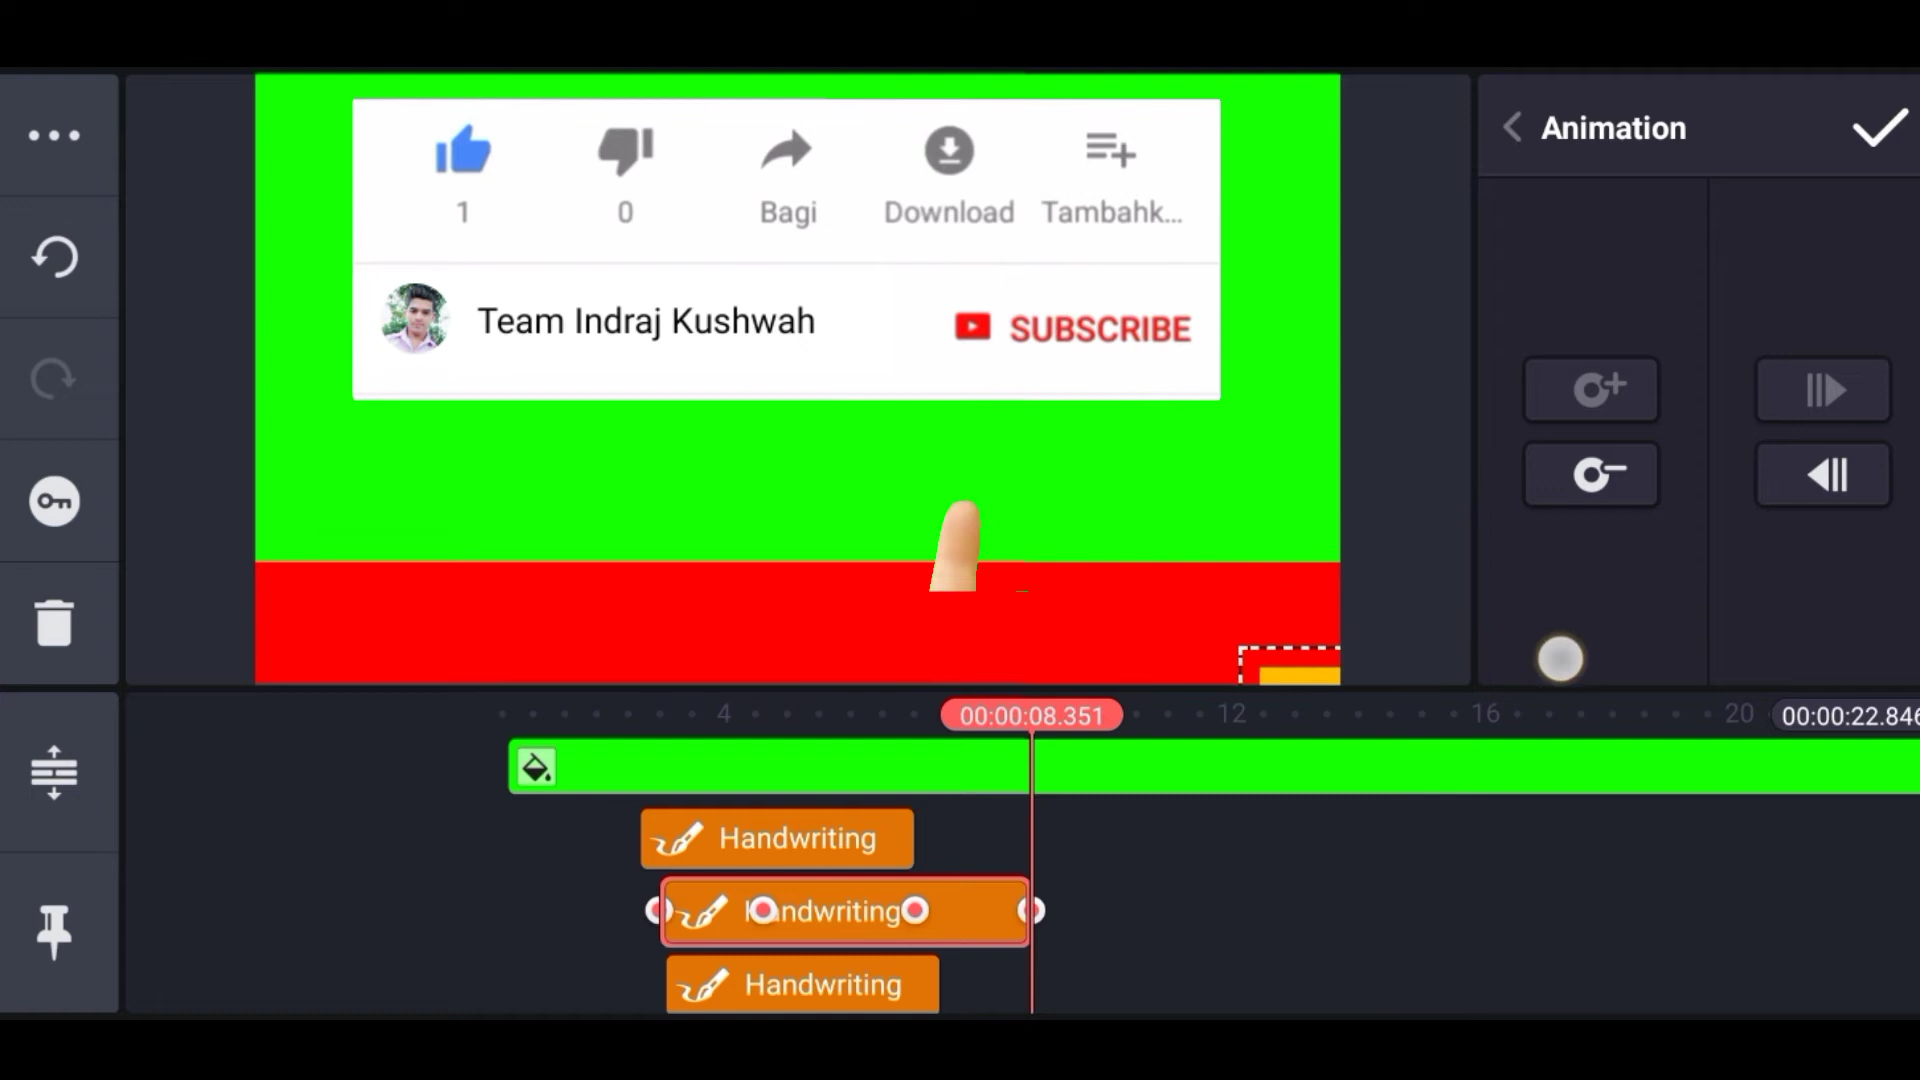 Animation
1 0 Bagi Download Tambahk...
Team Indraj Kushwah SUBSCRIBE
4 00:00:08.351 12 16 20 00:00:22.846
Handwriting
Handwriting
Handwriting